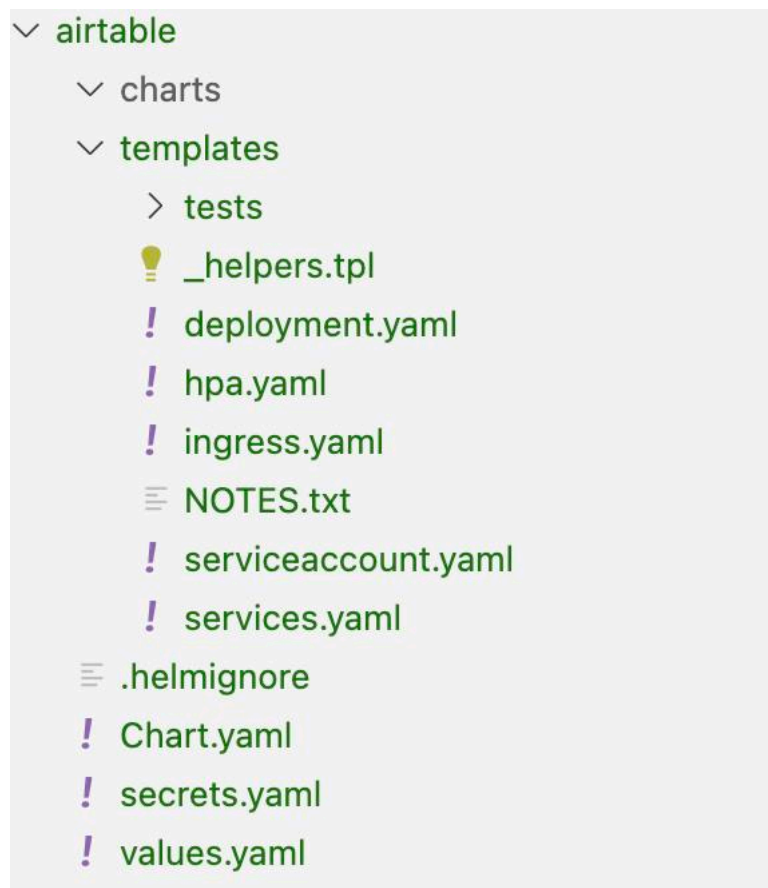 airtable
charts
templates
tests
_helpers.tpl
deployment.yaml
hpa.yaml
ingress.yaml
NOTES.txt
serviceaccount.yaml
services.yaml
.helmignore
Chart.yaml
secrets.yaml
values.yaml